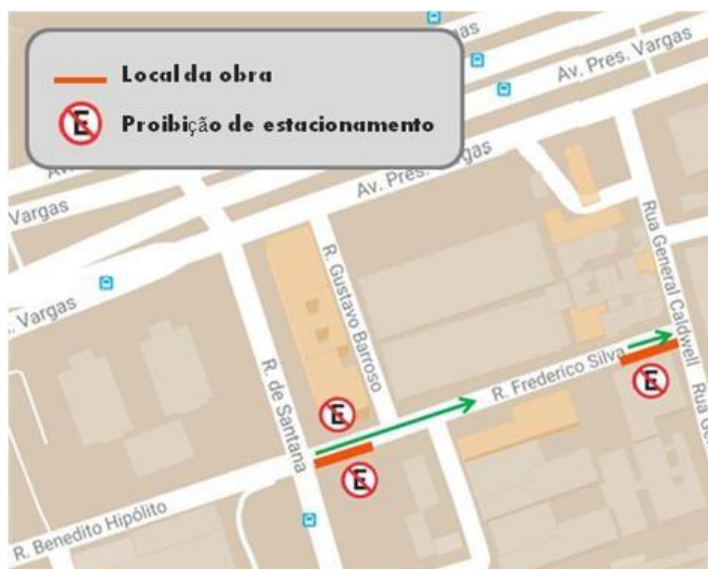 Local da obra
E
Proibição de estacionamento
Av. Pres. Vargas
Av. Pres. Vargas
Vargas
. Vargas
R. Gustavo Barroso
Rua General Caldwell
R. de Santana
R. Frederico Silva
E
E
E
R. Benedito Hipólito